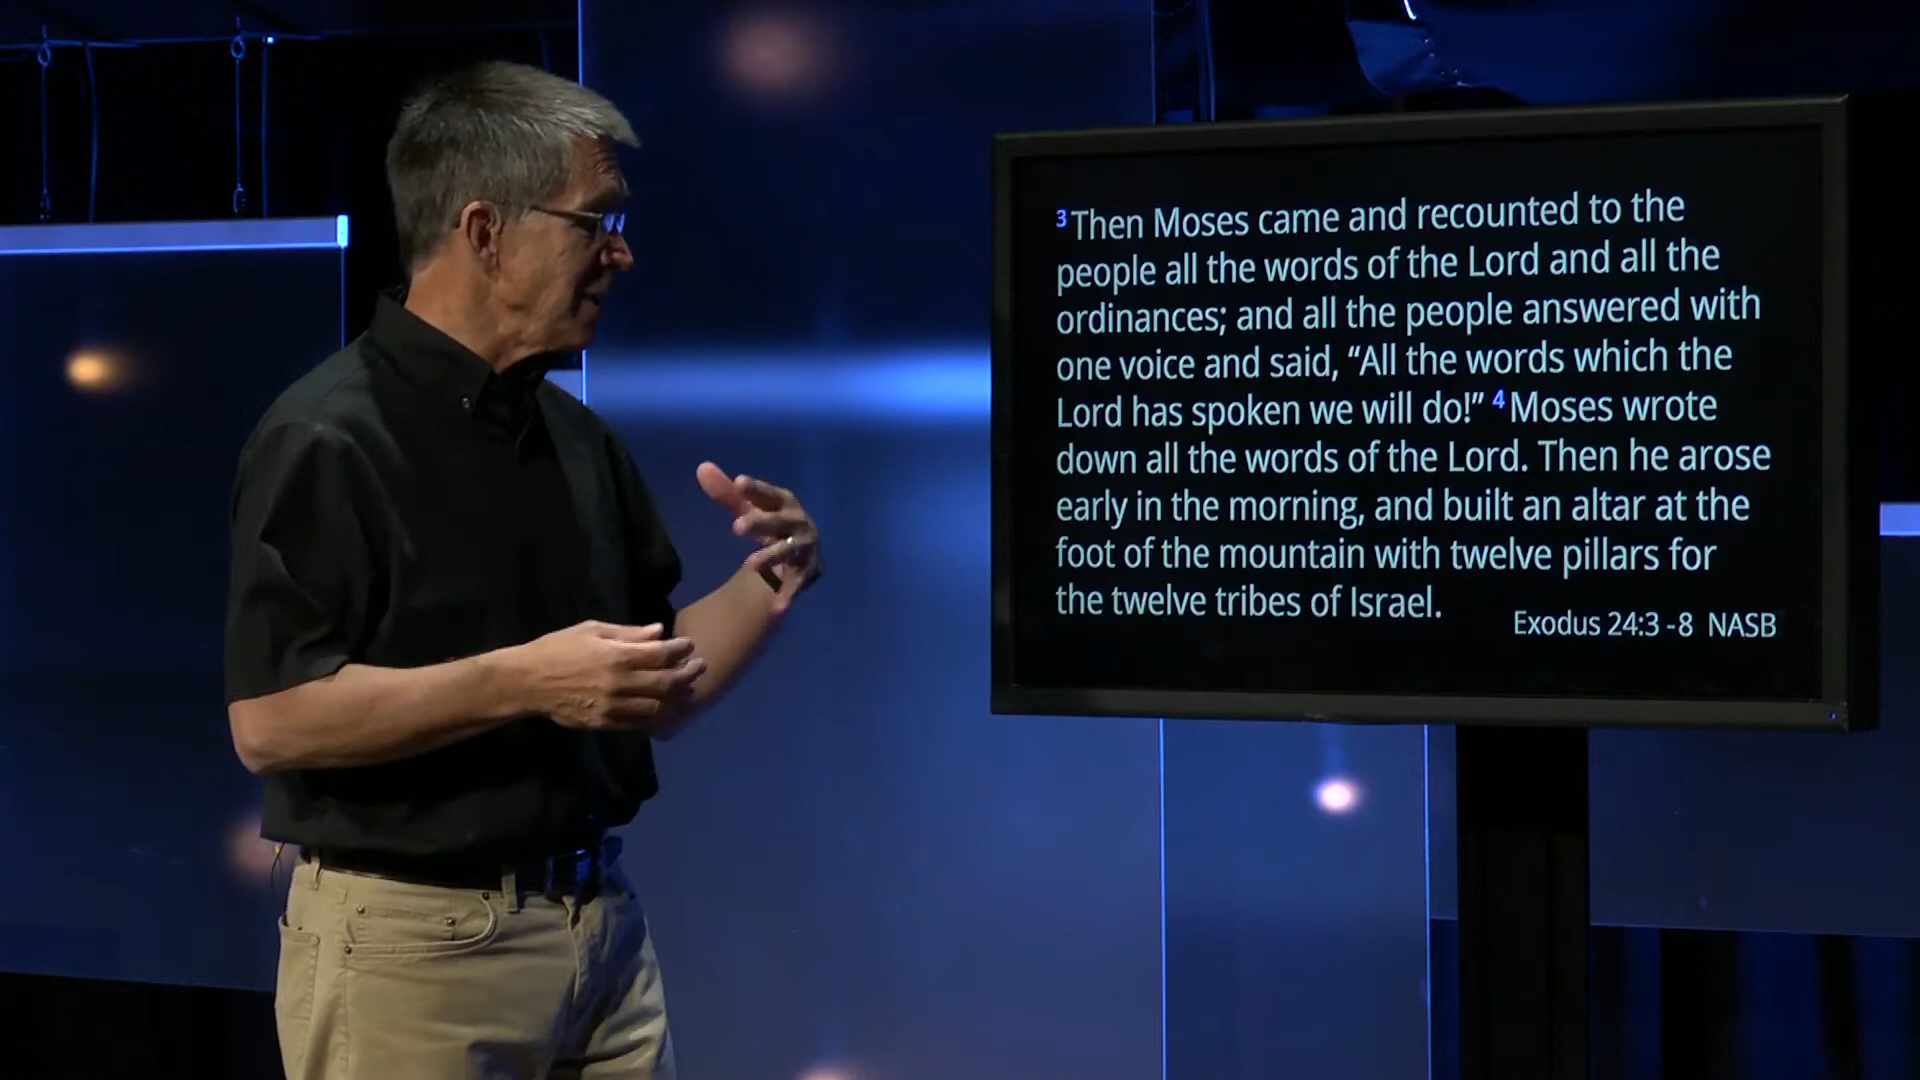 3 Then Moses came and recounted to the
people all the words of the Lord and all the
ordinances; and all the people answered with
one voice and said, “All the words which the
Lord has spoken we will do!” 4 Moses wrote
down all the words of the Lord. Then he arose
early in the morning, and built an altar at the
foot of the mountain with twelve pillars for
the twelve tribes of Israel.
Exodus 24:3 -8 NASB